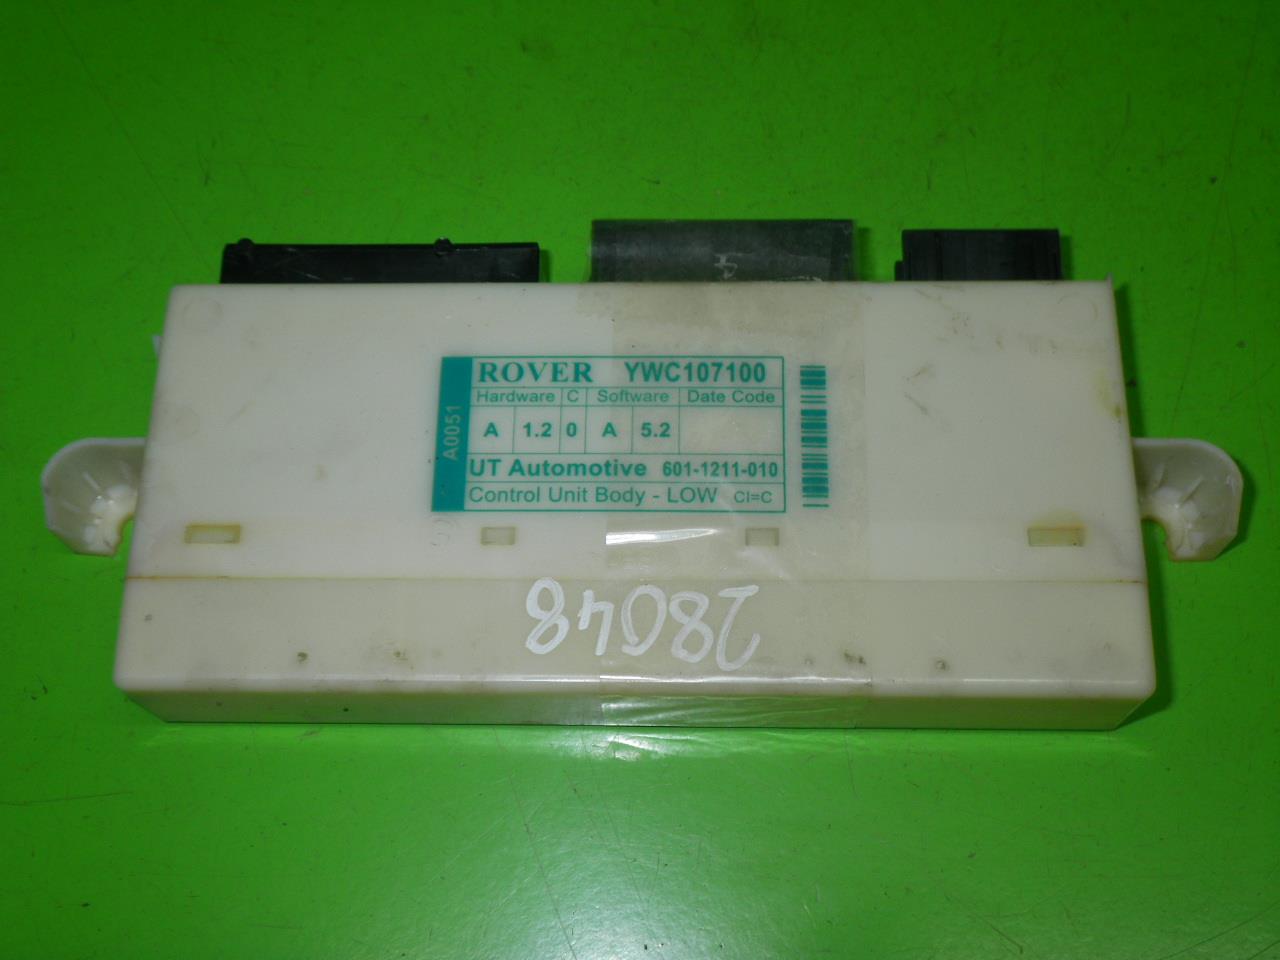 ROVER YWC107100
Hardware C Software Date Code
A 1.2 0 A 5.2
UT Automotive 601-1211-010
Control Unit Body - LOW CI=C
A0051
28048